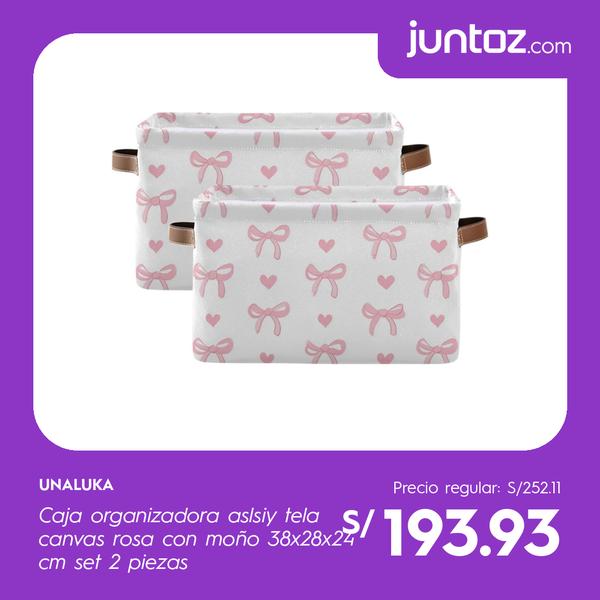 juntoz.com
UNALUKA
Caja organizadora aslsiy tela
canvas rosa con moño 38x28x24
cm set 2 piezas
Precio regular: S/252.11
S/193.93